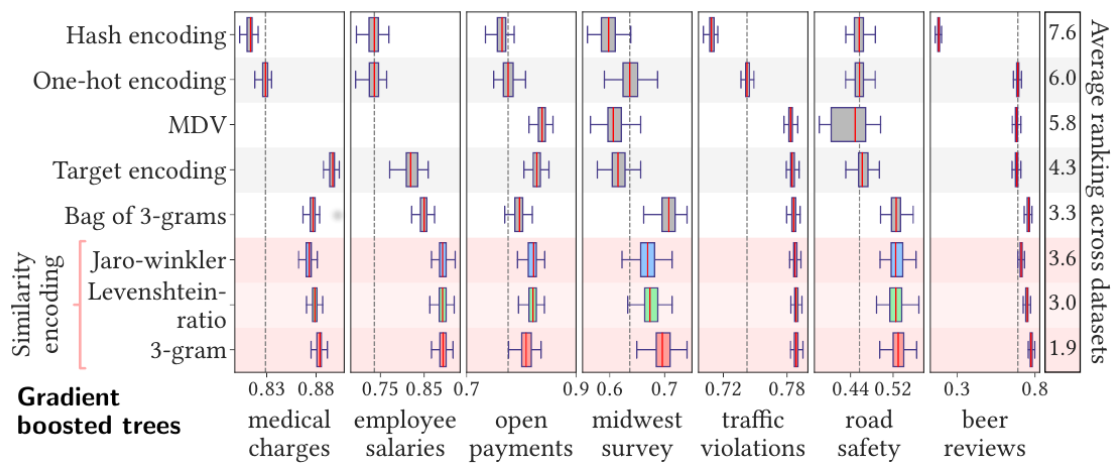 Hash encoding 7.6
One-hot encoding 6.0
MDV 5.8
Target encoding 4.3
Bag of 3-grams 3.3
Jaro-winkler 3.6
Levenshtein-
ratio 3.0
3-gram 1.9
Similarity
encoding
Average ranking across datasets
0.83 0.88 0.75 0.85 0.7 0.9 0.6 0.7 0.72 0.78 0.44 0.52 0.3 0.8
Gradient
boosted trees
medical
charges
employee
salaries
open
payments
midwest
survey
traffic
violations
road
safety
beer
reviews